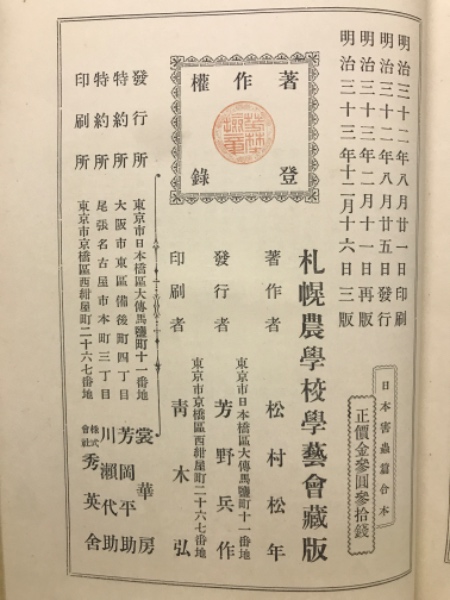 明治三十二年八月廿一日印刷
明治三十二年八月廿五日發行
明治三十三年二月十一日再版
明治三十三年十二月十六日三版
日本害蟲篇合本
正價金參圓參拾錢
著作權登錄
札幌農學校學藝會藏版
著作者　松村松年
東京市日本橋區大傳馬鹽町十一番地
發行者　芳野兵作
東京市京橋區西紺屋町二十六七番地
印刷者　靑木弘
發行所　東京市日本橋區大傳馬鹽町十一番地　裳華房
特約所　大阪市東區備後町四丁目　芳岡平助
特約所　尾張名古屋市本町三丁目　川瀨代助
印刷所　東京市京橋區西紺屋町二十六七番地　株式會社秀英舍